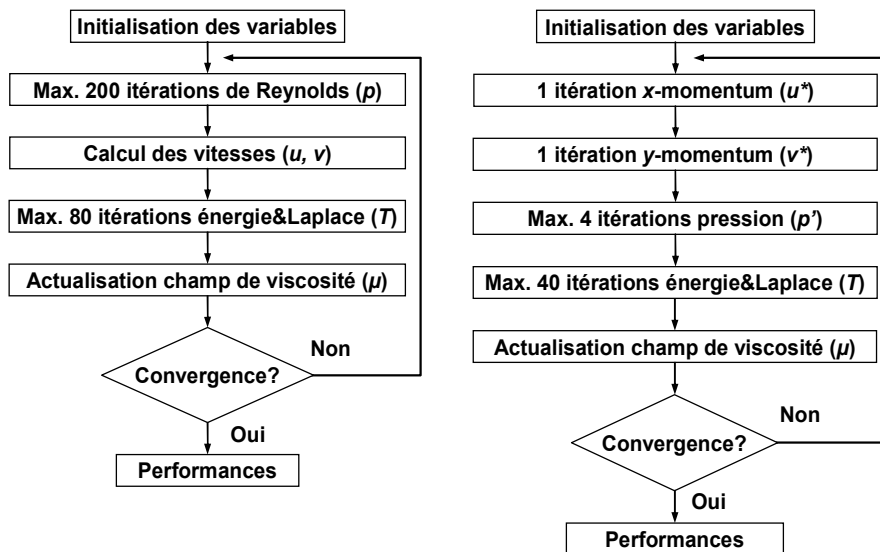 Initialisation des variables
Max. 200 itérations de Reynolds (p)
Calcul des vitesses (u, v)
Max. 80 itérations énergie&Laplace (T)
Actualisation champ de viscosité (μ)
Convergence?
Non
Oui
Performances
Initialisation des variables
1 itération x-momentum (u*)
1 itération y-momentum (v*)
Max. 4 itérations pression (p')
Max. 40 itérations énergie&Laplace (T)
Actualisation champ de viscosité (μ)
Convergence?
Non
Oui
Performances